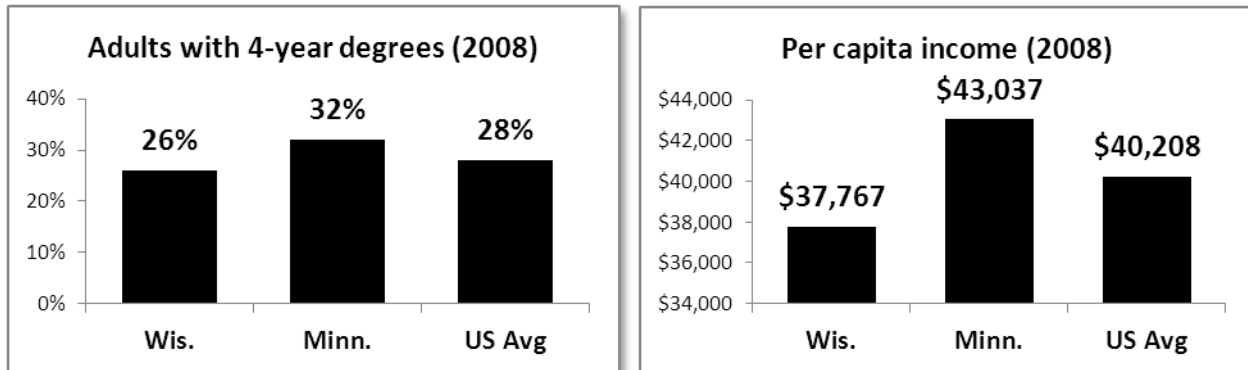 Adults with 4-year degrees (2008)
40%
30%
20%
10%
0%
26%
32%
28%
Wis.
Minn.
US Avg
Per capita income (2008)
$44,000
$42,000
$40,000
$38,000
$36,000
$34,000
$37,767
$43,037
$40,208
Wis.
Minn.
US Avg